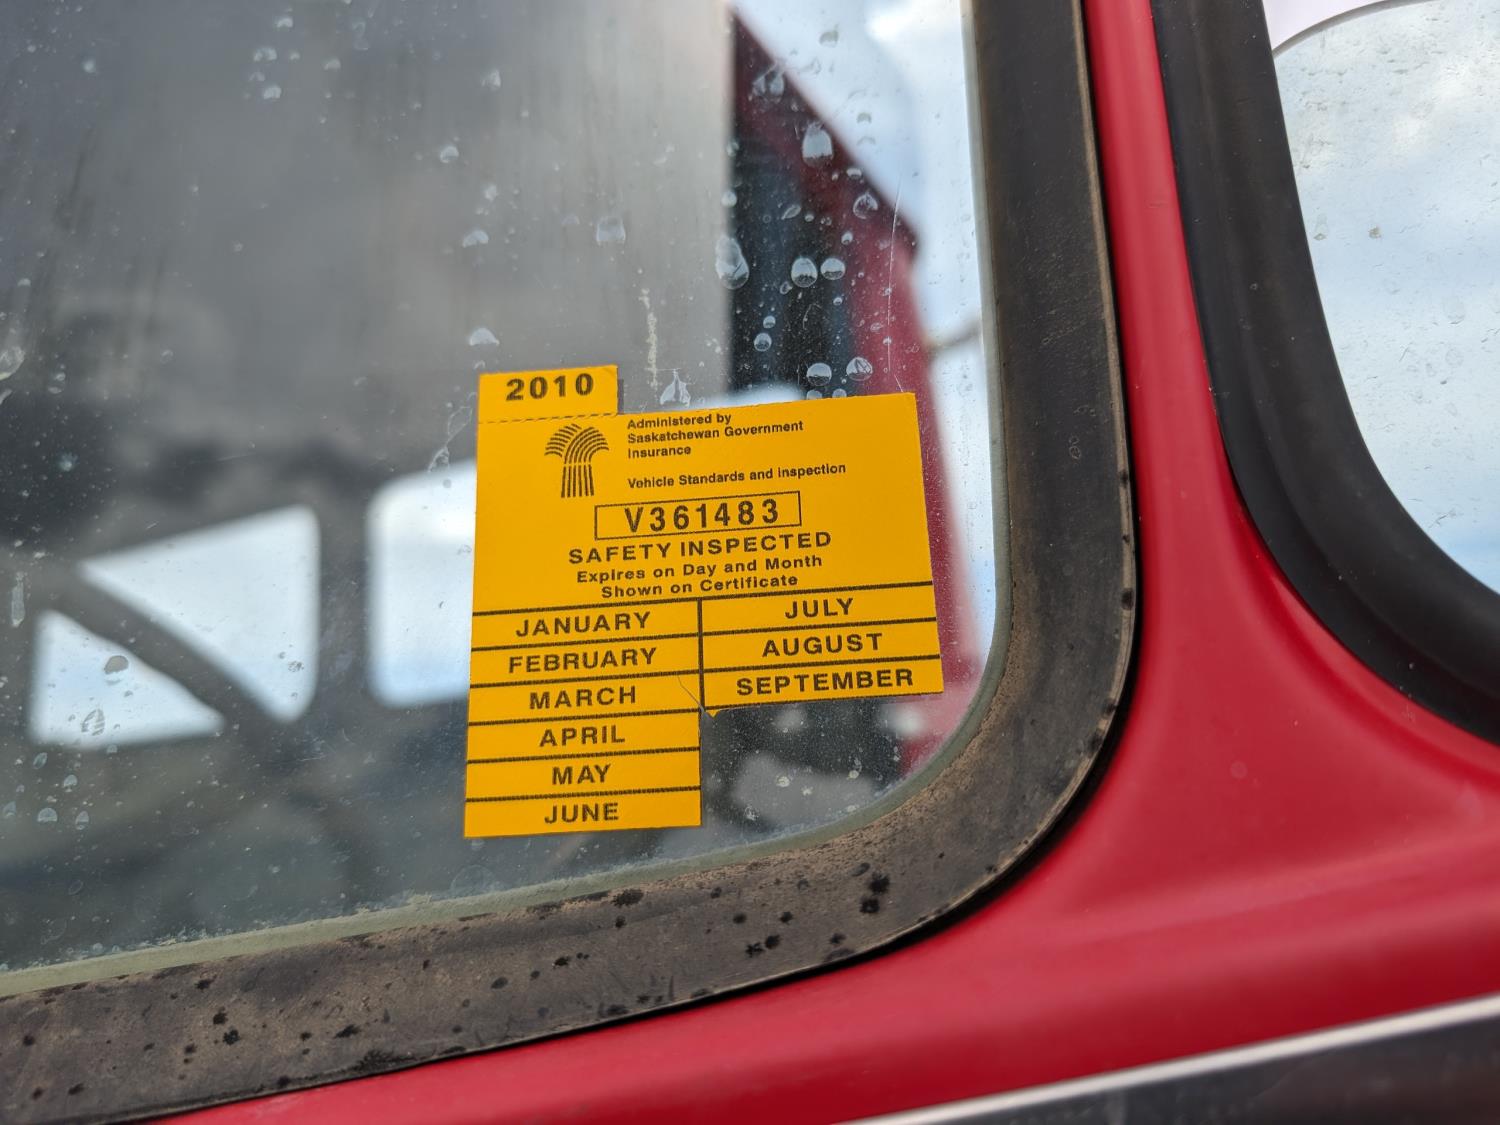 2010
Administered by
Saskatchewan Government
Insurance
Vehicle Standards and Inspection
V361483
SAFETY INSPECTED
Expires on Day and Month
Shown on Certificate
JANUARY
FEBRUARY
MARCH
APRIL
MAY
JUNE
JULY
AUGUST
SEPTEMBER